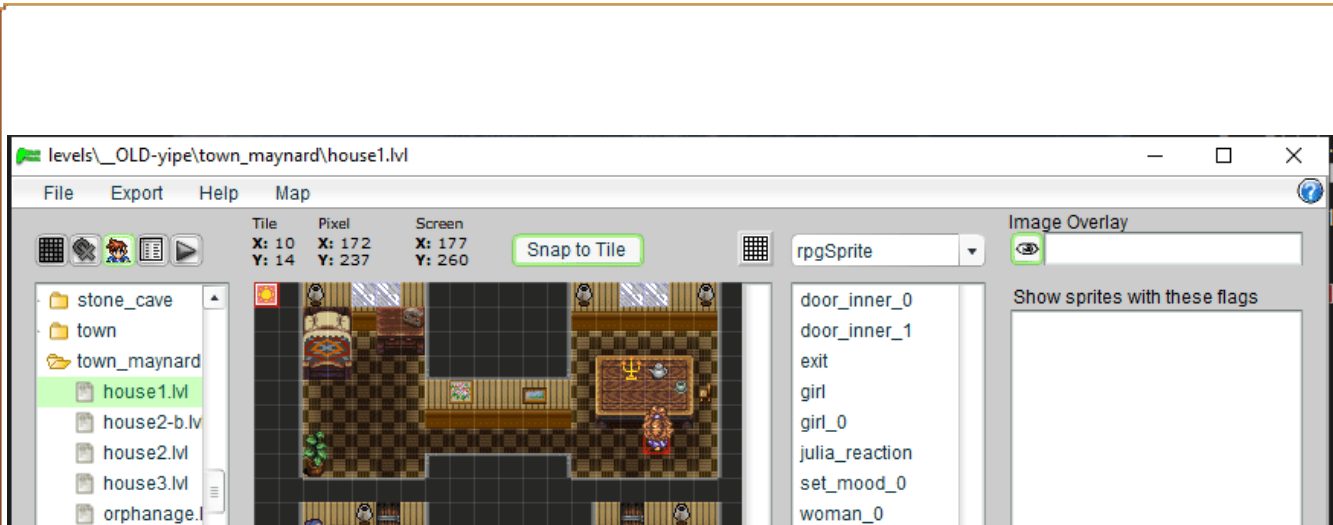 levels\__OLD-yipe\town_maynard\house1.lvl
File Export Help Map
Tile Pixel Screen
X: 10 X: 172 X: 177
Y: 14 Y: 237 Y: 260
Snap to Tile
rpgSprite
Image Overlay
stone_cave
town
town_maynard
house1.lvl
house2-b.lv
house2.lvl
house3.lvl
orphanage.l
door_inner_0
door_inner_1
exit
girl
girl_0
julia_reaction
set_mood_0
woman_0
Show sprites with these flags